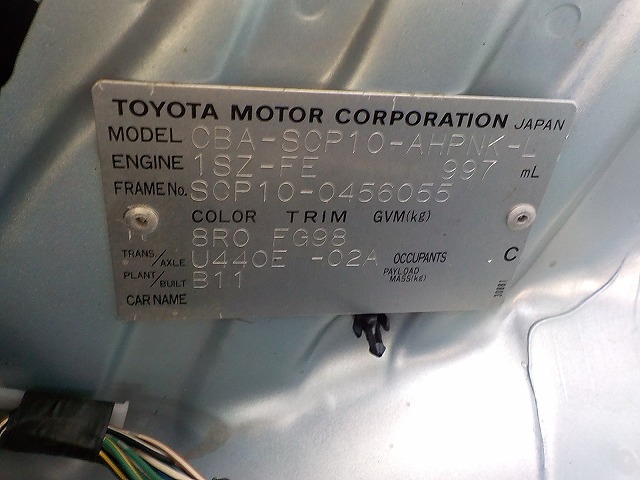 TOYOTA MOTOR CORPORATION JAPAN
MODEL CBA-SCP10-AHPNK-L
ENGINE 1SZ-FE 997 mL
FRAME No. SCP10-0456055
COLOR TRIM GVM(kg)
8R0 FG98
TRANS/AXLE U440E -02A OCCUPANTS C
PLANT/BUILT B11 PAYLOAD MASS(kg)
CAR NAME
30881